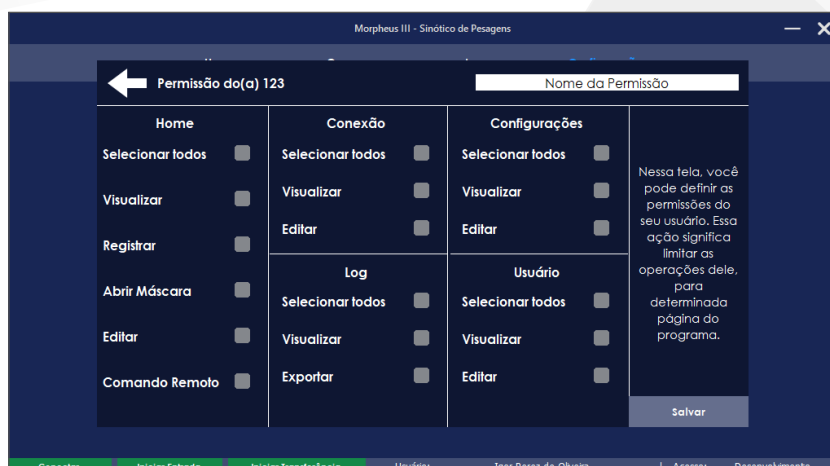 Morpheus III - Sinótico de Pesagens
Permissão do(a) 123
Nome da Permissão
Home
Selecionar todos
Visualizar
Registrar
Abrir Máscara
Editar
Comando Remoto
Conexão
Selecionar todos
Visualizar
Editar
Log
Selecionar todos
Visualizar
Exportar
Configurações
Selecionar todos
Visualizar
Editar
Usuário
Selecionar todos
Visualizar
Editar
Nessa tela, você
pode definir as
permissões do
seu usuário. Essa
ação significa
limitar as
operações dele,
para
determinada
página do
programa.
Salvar